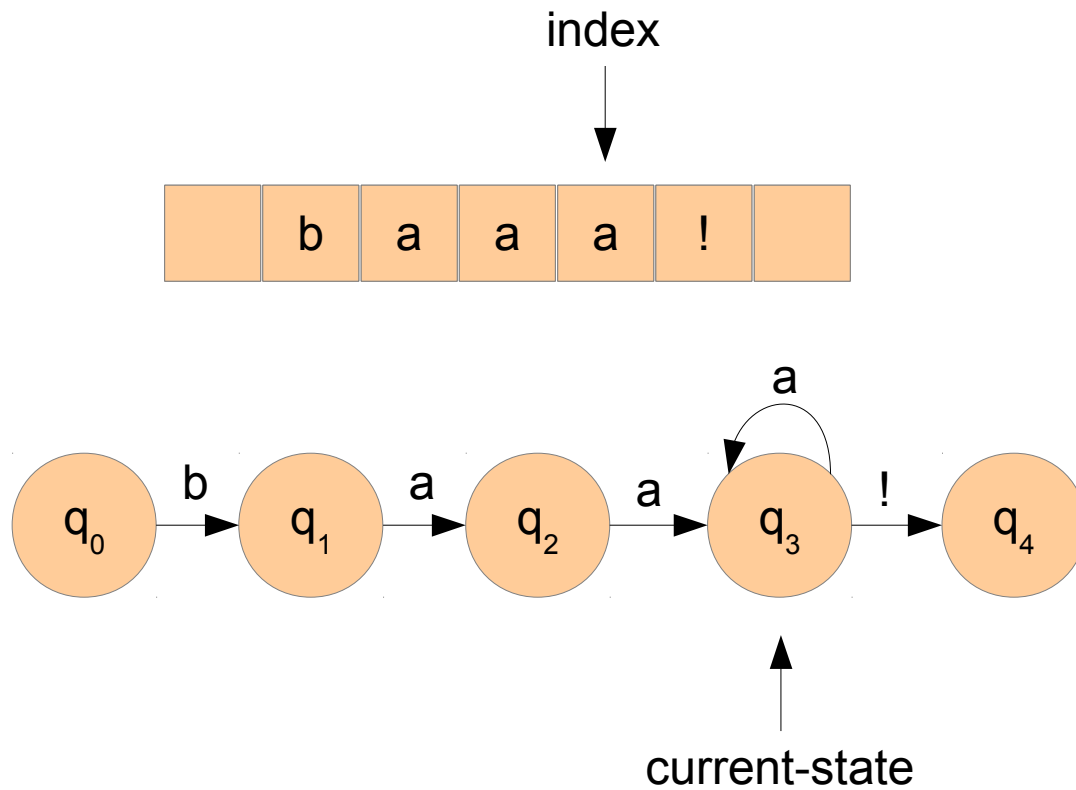 index
b a a a !
a
b a a !
q0 q1 q2 q3 q4
current-state